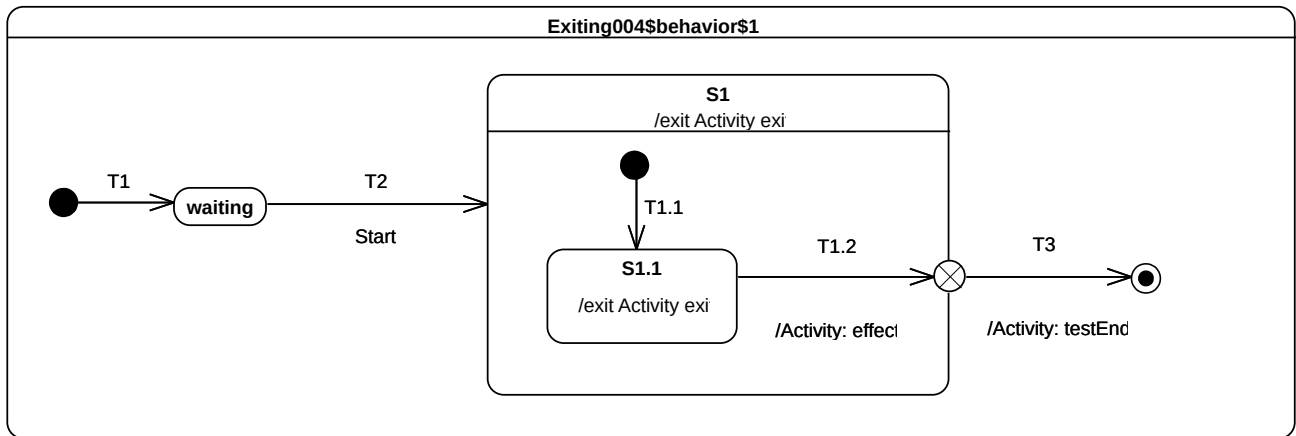 Exiting004$behavior$1
S1
/exit Activity exi
T1
T2
waiting
Start
T1.1
S1.1
/exit Activity exi
T1.2
/Activity: effect
T3
/Activity: testEnd